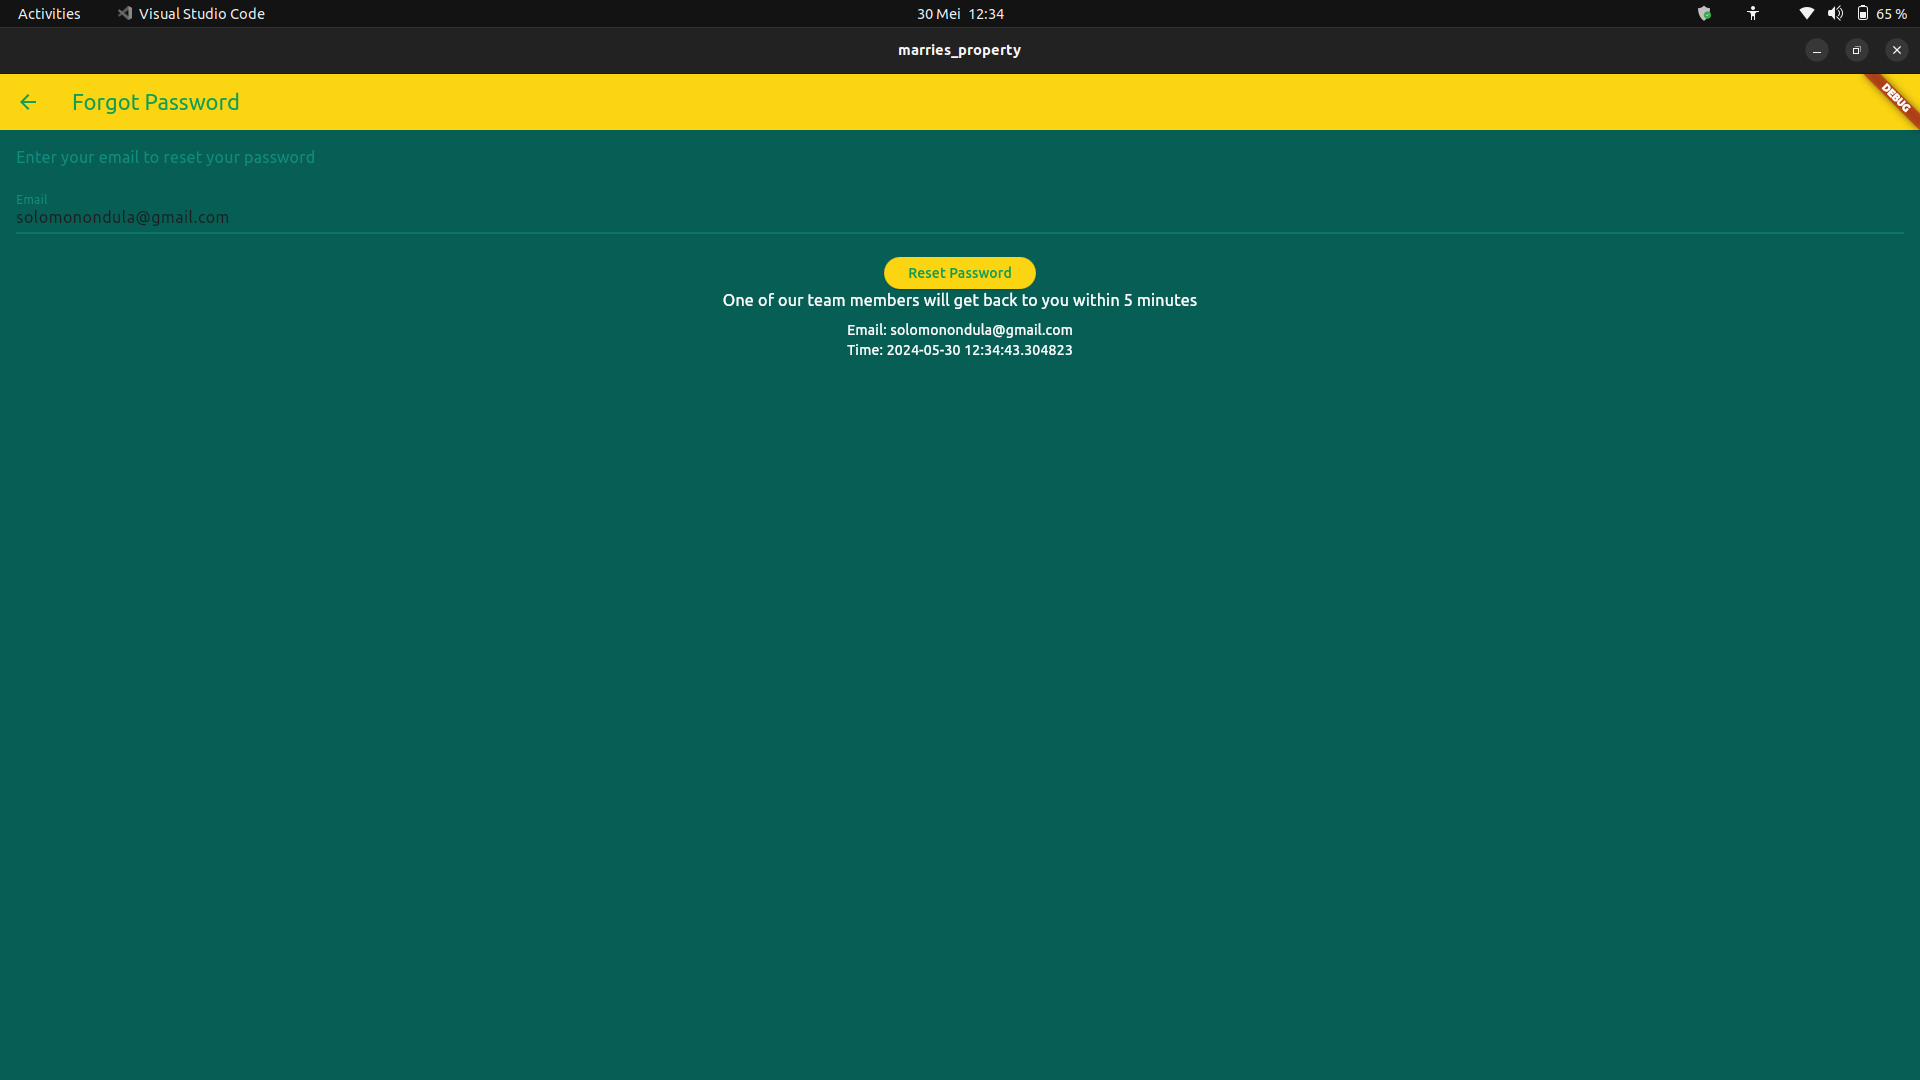 Activities
Visual Studio Code
30 Mei 12:34
65 %
marries_property
Forgot Password
DEBUG
Enter your email to reset your password
Email
solomonondula@gmail.com
Reset Password
One of our team members will get back to you within 5 minutes
Email: solomonondula@gmail.com
Time: 2024-05-30 12:34:43.304823